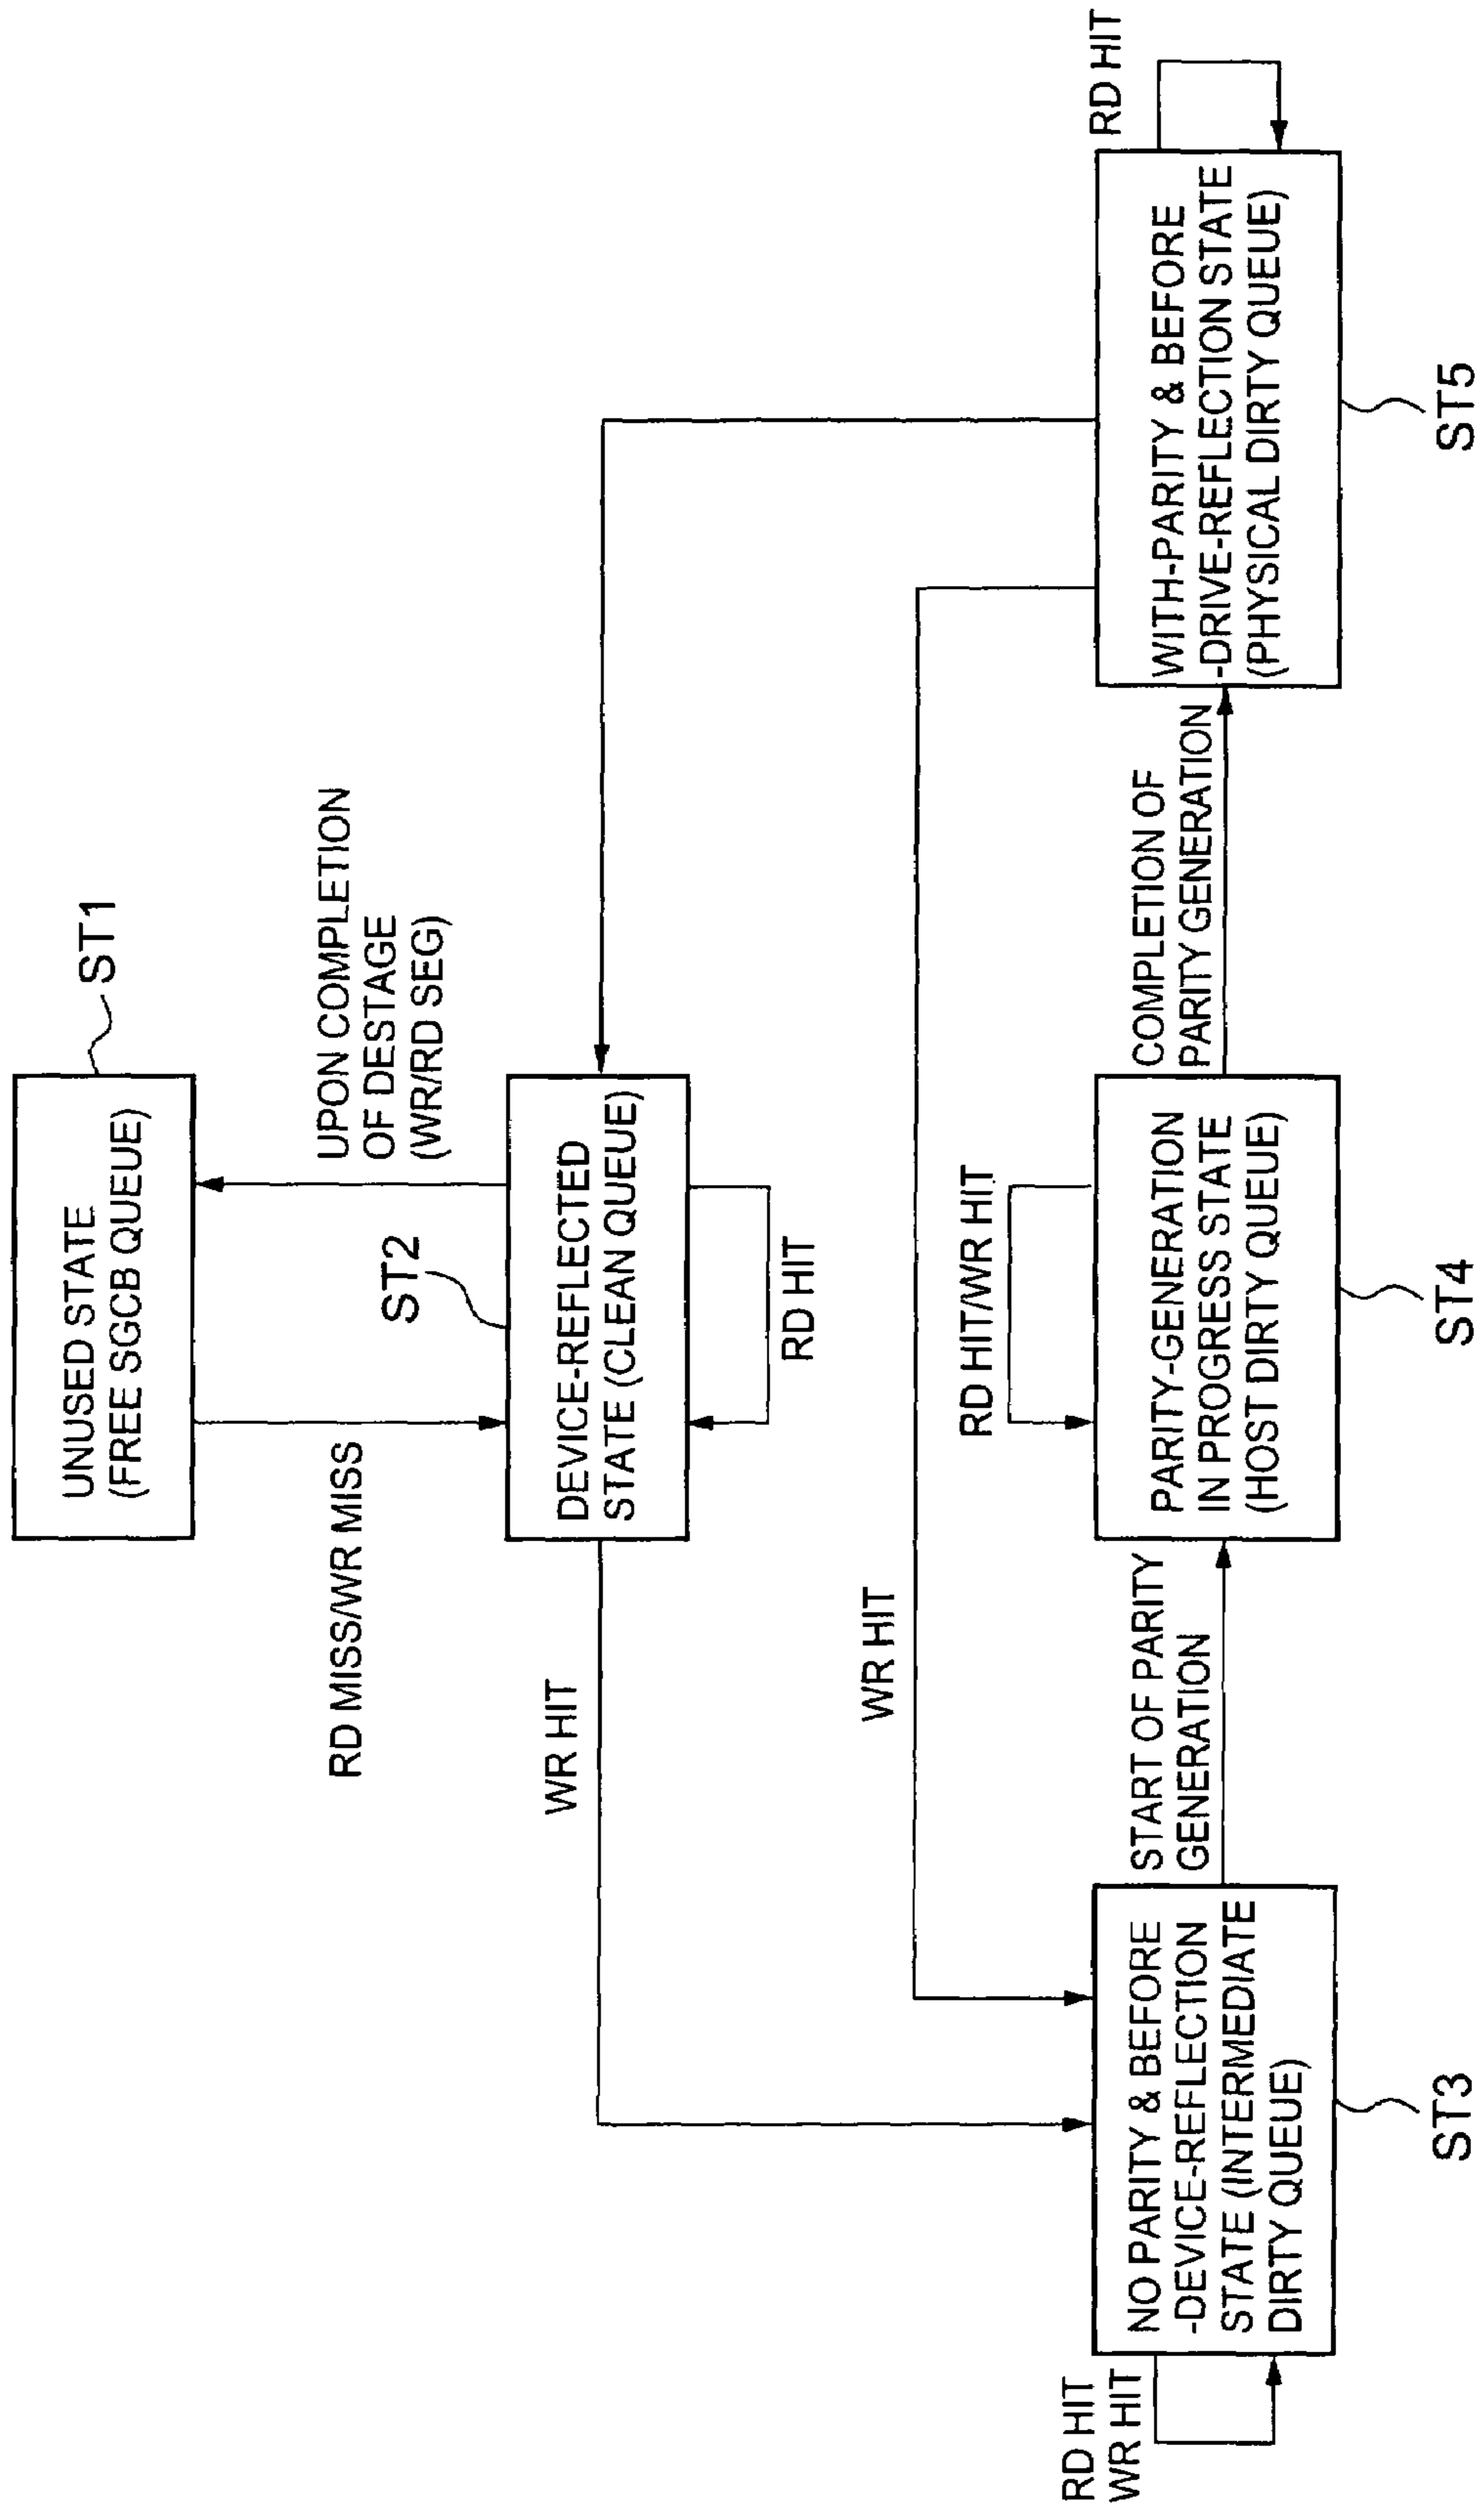 ST1
UNUSED STATE
(FREE SGCB QUEUE)
RD MISS/WR MISS
UPON COMPLETION
OF DESTAGE
(WR/RD SEG)
ST2
DEVICE-REFLECTED
STATE (CLEAN QUEUE)
WR HIT
RD HIT
WR HIT
RD HIT/WR HIT
RD HIT
WR HIT
NO PARITY & BEFORE
-DEVICE-REFLECTION
STATE (INTERMEDIATE
DIRTY QUEUE)
ST3
START OF PARITY
GENERATION
PARITY-GENERATION
IN PROGRESS STATE
(HOST DIRTY QUEUE)
ST4
COMPLETION OF
PARITY GENERATION
WITH-PARITY & BEFORE
-DRIVE-REFLECTION STATE
(PHYSICAL DIRTY QUEUE)
ST5
RD HIT